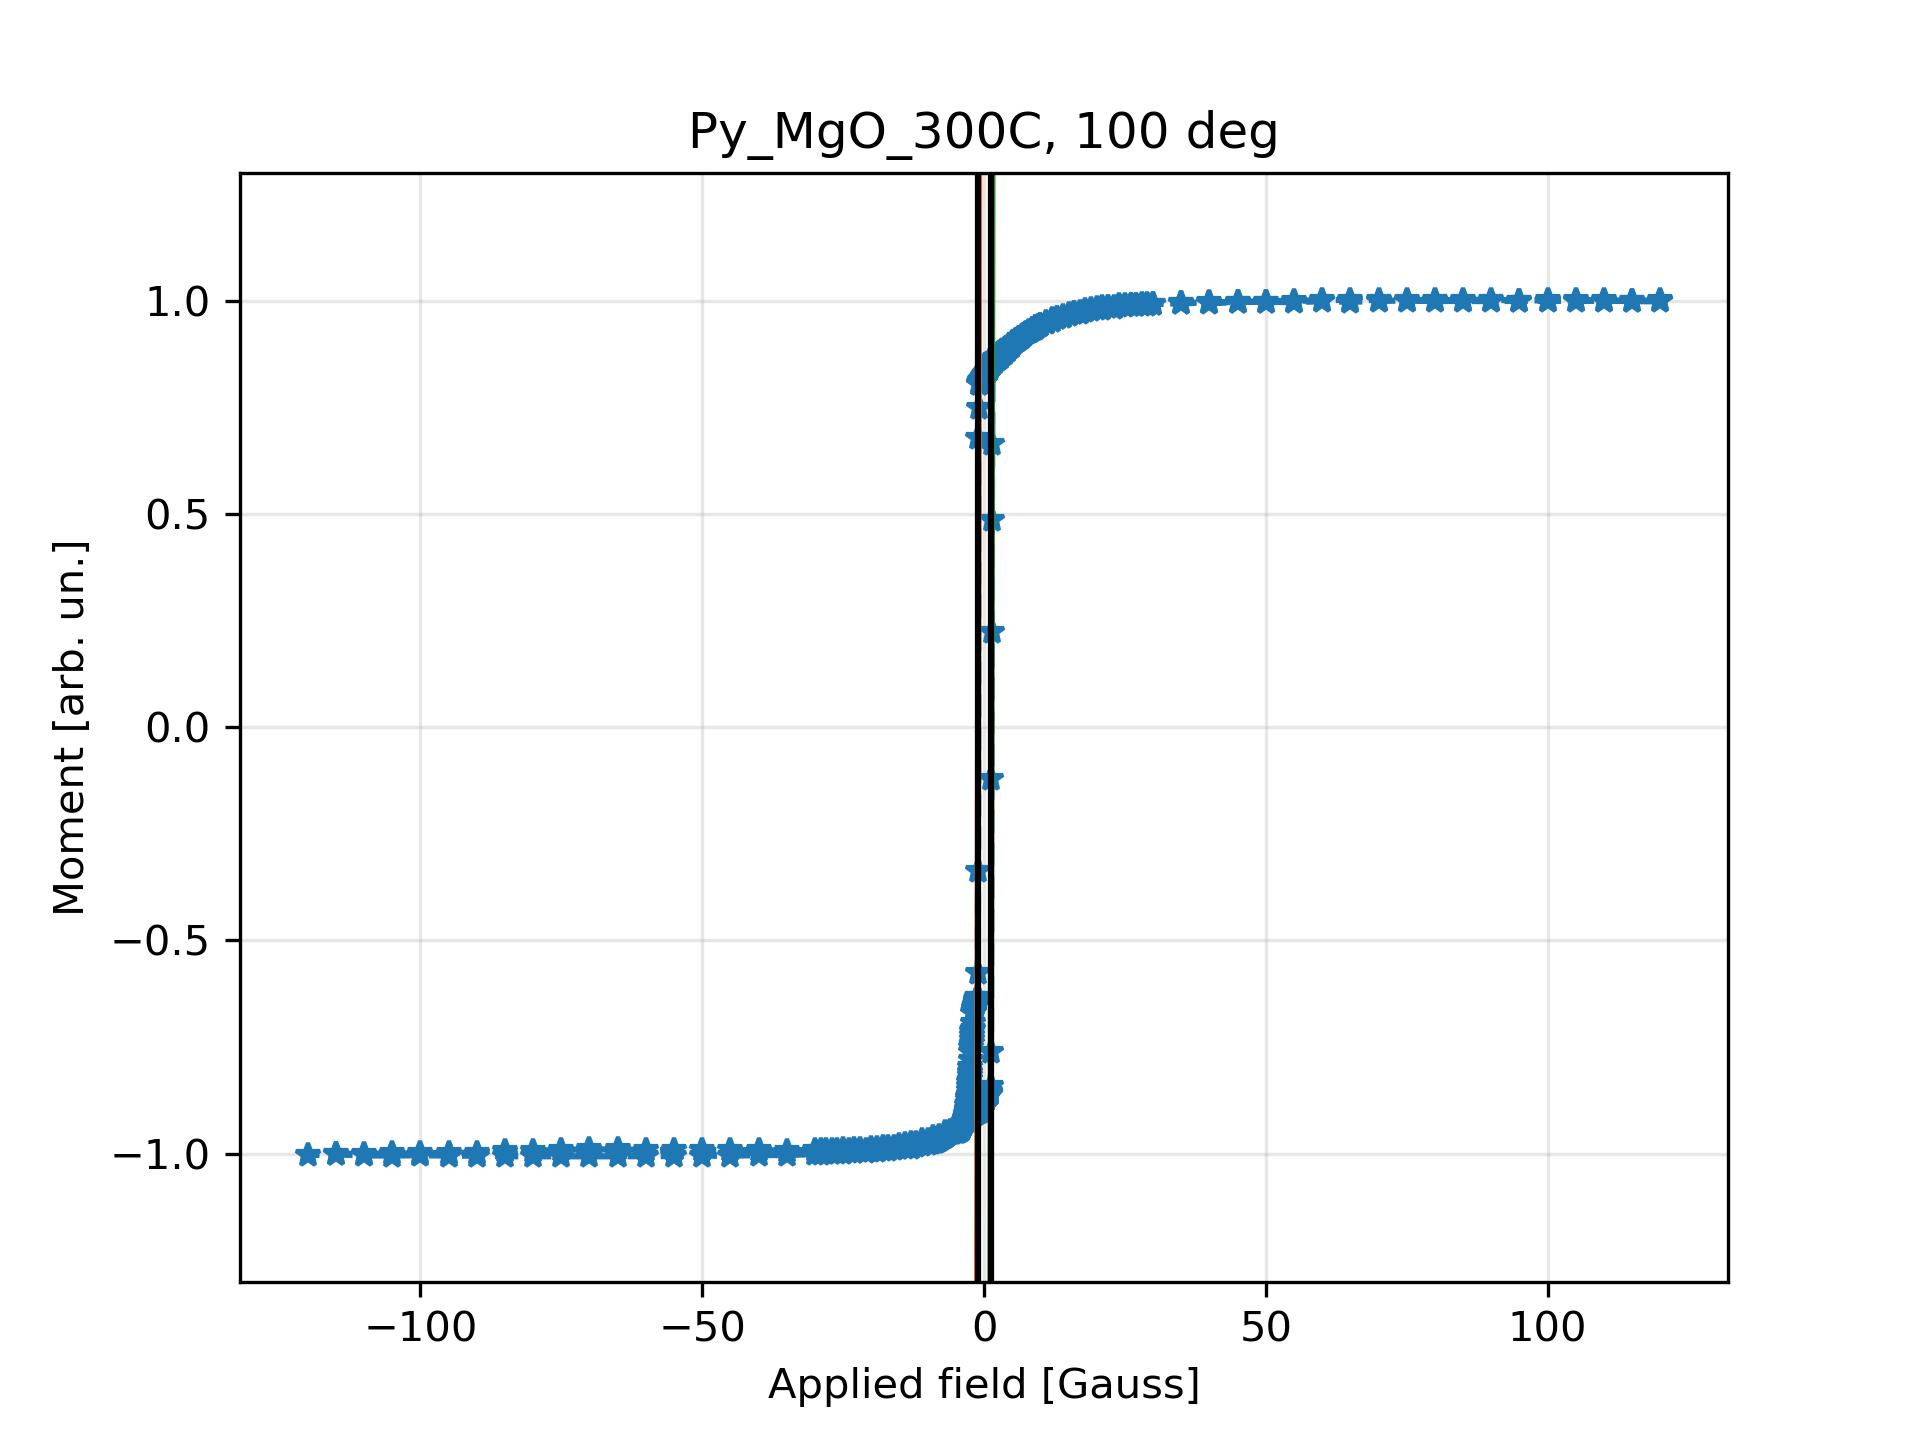 Py_MgO_300C, 100 deg
1.0
0.5
0.0
−0.5
−1.0
Moment [arb. un.]
−100 −50 0 50 100
Applied field [Gauss]